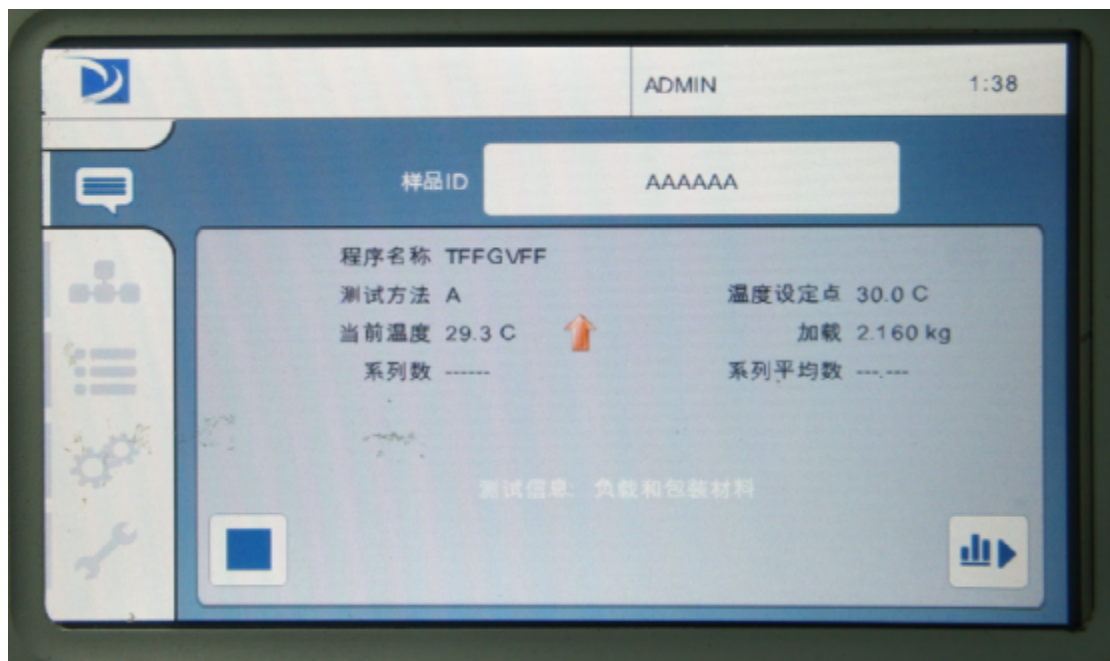 ADMIN 1:38
样品ID AAAAAA
程序名称 TFFGVFF
测试方法 A 温度设定点 30.0 C
当前温度 29.3 C 加载 2.160 kg
系列数 ------ 系列平均数 ---.---
测试信息: 负载和包装材料